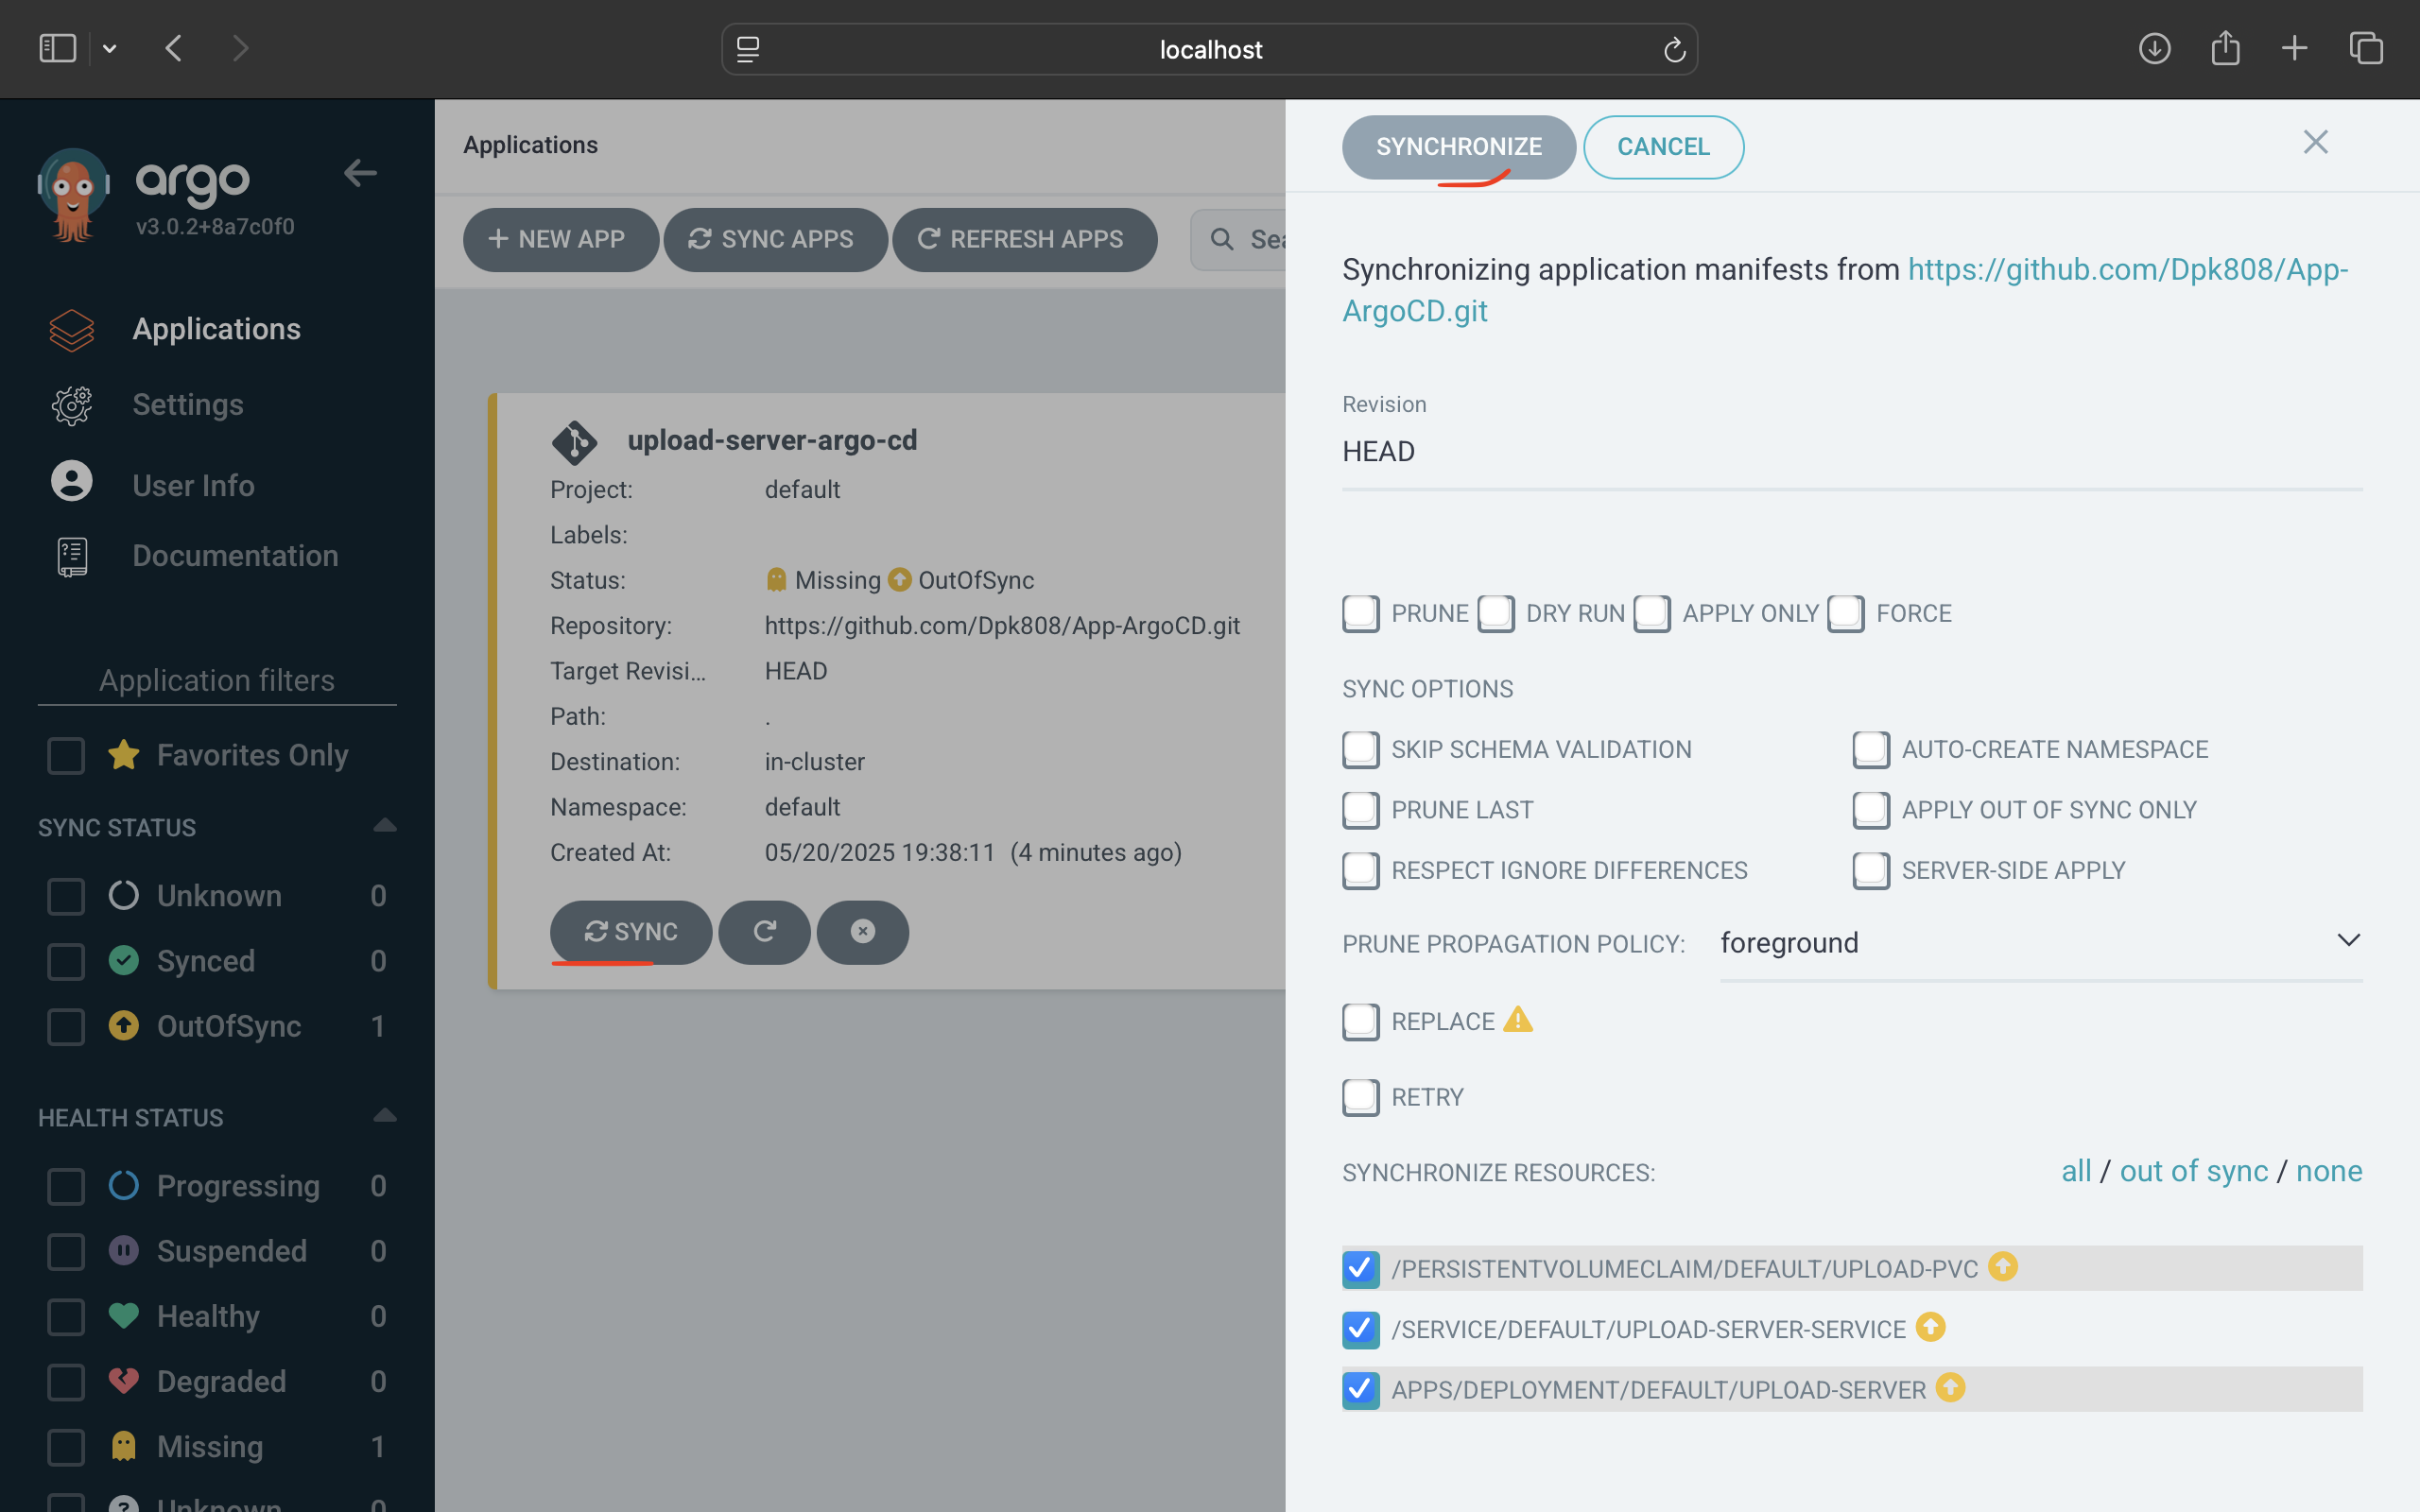 localhost
argo
v3.0.2+8a7c0f0
Applications
Settings
User Info
Documentation
Application filters
Favorites Only
SYNC STATUS
Unknown 0
Synced 0
OutOfSync 1
HEALTH STATUS
Progressing 0
Suspended 0
Healthy 0
Degraded 0
Missing 1
Unknown 0
Applications
NEW APP SYNC APPS REFRESH APPS
upload-server-argo-cd
Project: default
Labels:
Status: Missing OutOfSync
Repository: https://github.com/Dpk808/App-ArgoCD.git
Target Revisi... HEAD
Path: .
Destination: in-cluster
Namespace: default
Created At: 05/20/2025 19:38:11 (4 minutes ago)
SYNC
SYNCHRONIZE CANCEL
Synchronizing application manifests from https://github.com/Dpk808/App-
ArgoCD.git
Revision
HEAD
PRUNE DRY RUN APPLY ONLY FORCE
SYNC OPTIONS
SKIP SCHEMA VALIDATION AUTO-CREATE NAMESPACE
PRUNE LAST APPLY OUT OF SYNC ONLY
RESPECT IGNORE DIFFERENCES SERVER-SIDE APPLY
PRUNE PROPAGATION POLICY: foreground
REPLACE
RETRY
SYNCHRONIZE RESOURCES: all / out of sync / none
/PERSISTENTVOLUMECLAIM/DEFAULT/UPLOAD-PVC
/SERVICE/DEFAULT/UPLOAD-SERVER-SERVICE
APPS/DEPLOYMENT/DEFAULT/UPLOAD-SERVER